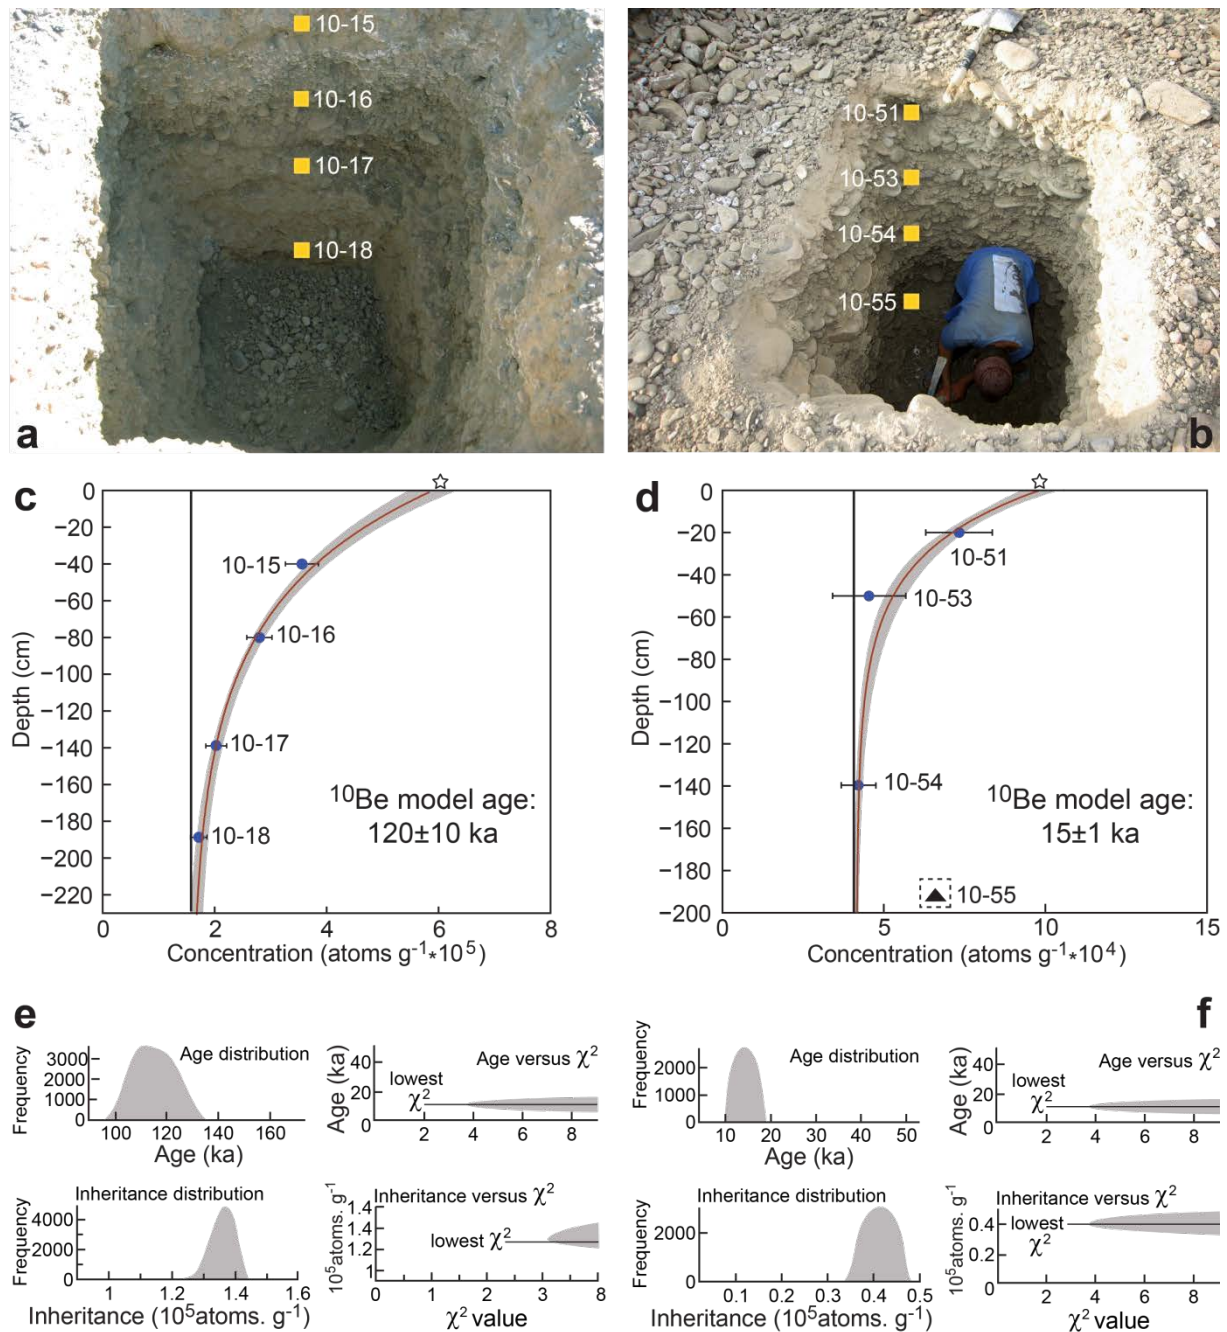 10-15
10-16
10-17
10-18
a
10-51
10-53
10-54
10-55
b
c
0
−20
−40
−60
−80
−100
−120
−140
−160
−180
−200
−220
Depth (cm)
10-15
10-16
10-17
10-18
¹⁰Be model age:
120±10 ka
0 2 4 6 8
Concentration (atoms g⁻¹*10⁵)
d
0
−20
−40
−60
−80
−100
−120
−140
−160
−180
−200
Depth (cm)
10-51
10-53
10-54
10-55
¹⁰Be model age:
15±1 ka
0 5 10 15
Concentration (atoms g⁻¹*10⁴)
e
Frequency
3000
2000
1000
0
Age distribution
100 120 140 160
Age (ka)
Age (ka)
40
20
0
Age versus χ²
lowest
χ²
2 4 6 8
Frequency
4000
2000
0
Inheritance distribution
1 1.2 1.4 1.6
Inheritance (10⁵atoms. g⁻¹)
10⁵atoms. g⁻¹
1.4
1.4
1.2
1
Inheritance versus χ²
lowest χ²
0 0 1 2 3 8
χ² value
f
Frequency
2000
1000
0
Age distribution
10 20 30 40 50
Age (ka)
Age (ka)
40
20
0
Age versus χ²
lowest
χ²
2 4 6 8
Frequency
2000
0
Inheritance distribution
0.1 0.2 0.3 0.4 0.5
Inheritance (10⁵atoms. g⁻¹)
10⁵atoms. g⁻¹
0.4
0.2
0
Inheritance versus χ²
lowest
χ²
2 4 6 8
χ² value